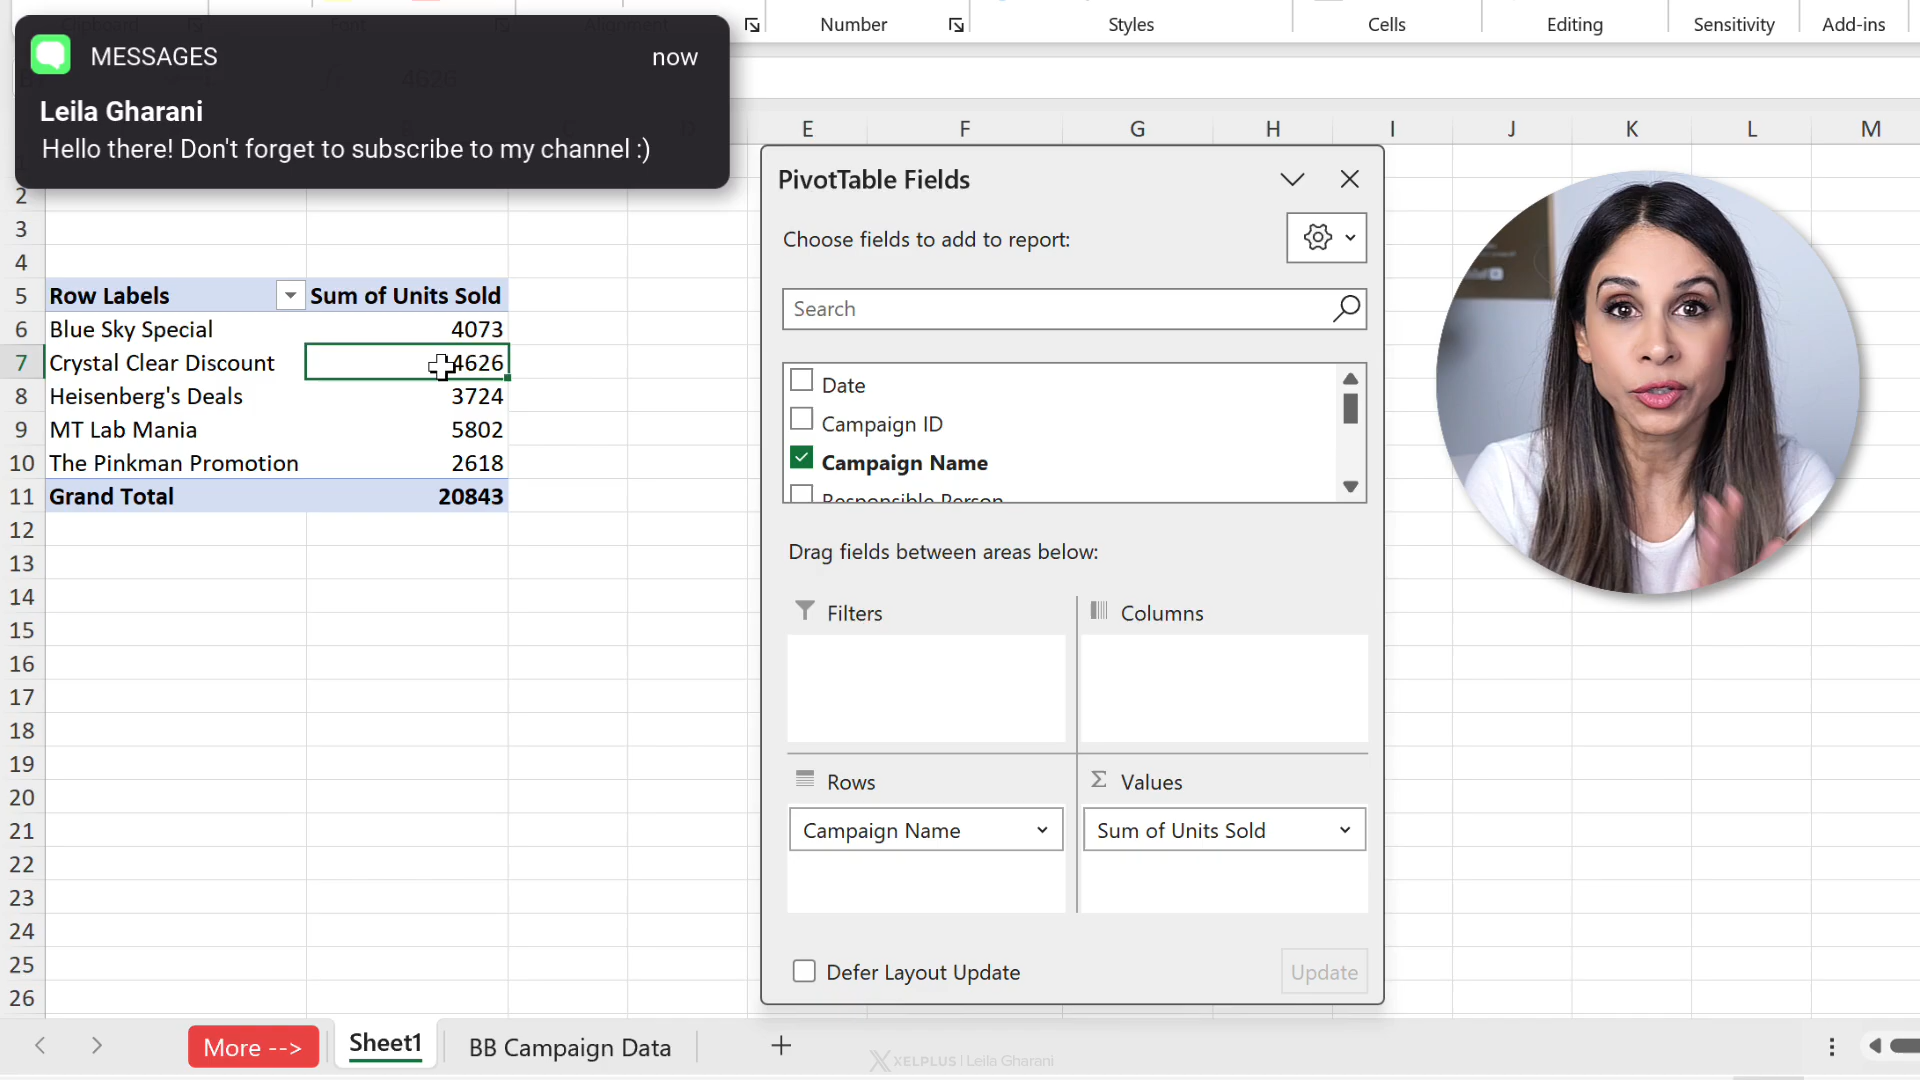 Clipboard
Font
Alignment
Number
Styles
Cells
Editing
Sensitivity
Add-ins
MESSAGES
now
Leila Gharani
Hello there! Don't forget to subscribe to my channel :)
4626
D
E
F
G
H
I
J
K
L
M
2
3
4
5 Row Labels Sum of Units Sold
6 Blue Sky Special 4073
7 Crystal Clear Discount 4626
8 Heisenberg's Deals 3724
9 MT Lab Mania 5802
10 The Pinkman Promotion 2618
11 Grand Total 20843
12
13
14
15
16
17
18
19
20
21
22
23
24
25
26
PivotTable Fields
Choose fields to add to report:
Search
Date
Campaign ID
Campaign Name
Responsible Person
Drag fields between areas below:
Filters
Columns
Rows
Σ Values
Campaign Name
Sum of Units Sold
Defer Layout Update
Update
More -->
Sheet1
BB Campaign Data
XELPLUS | Leila Gharani